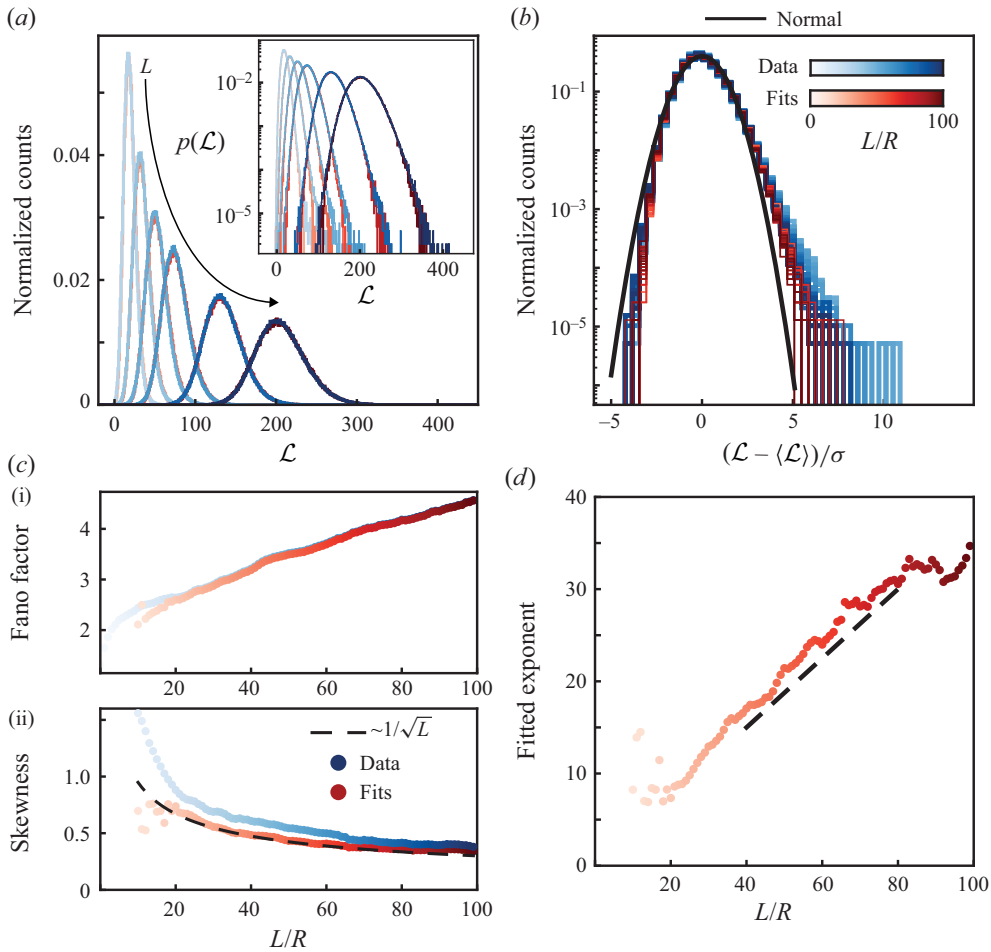 (a)
L
p(ℒ)
Normalized counts
0.04
0.02
0
0 100 200 300 400
ℒ
10⁻²
10⁻⁵
0 200 400
ℒ
(b)
Normal
Data
Fits
0 100
L/R
Normalized counts
10⁻¹
10⁻³
10⁻⁵
−5 0 5 10
(ℒ – ⟨ℒ⟩)/σ
(c)
(i)
Fano factor
4
3
2
20 40 60 80 100
(ii)
Skewness
1.0
0.5
0
~1/√L
Data
Fits
20 40 60 80 100
L/R
(d)
Fitted exponent
40
30
20
10
0
20 40 60 80 100
L/R